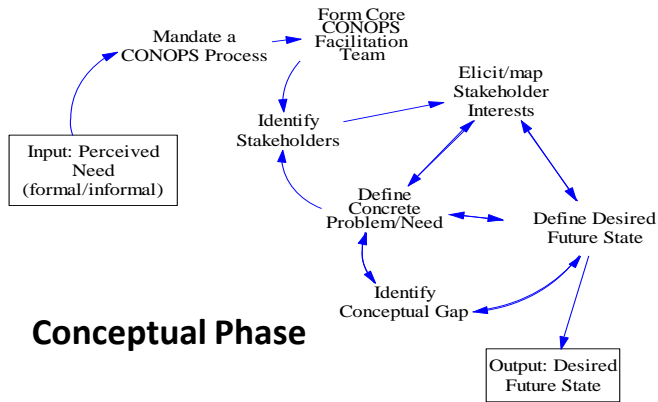 Mandate a
CONOPS Process
Form Core
CONOPS
Facilitation
Team
Elicit/map
Stakeholder
Interests
Identify
Stakeholders
Input: Perceived
Need
(formal/informal)
Define
Concrete
Problem/Need
Define Desired
Future State
Identify
Conceptual Gap
Conceptual Phase
Output: Desired
Future State